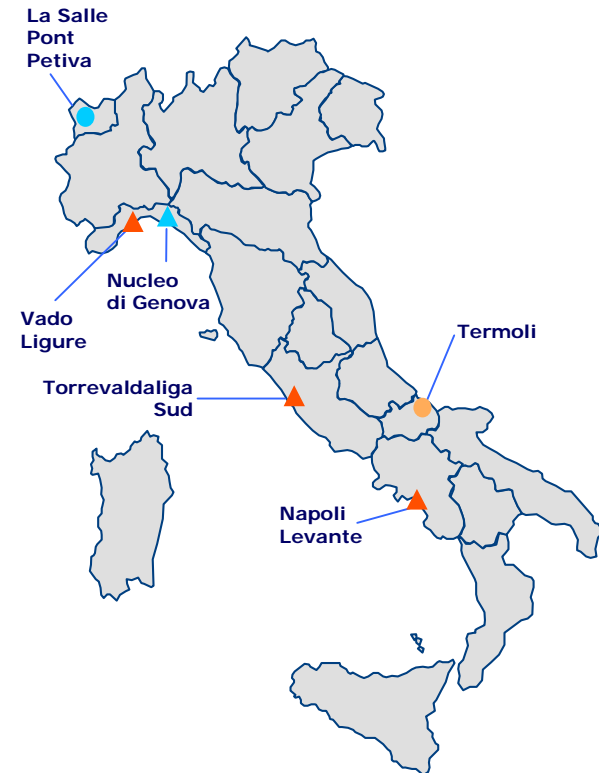 La Salle
Pont
Petiva
Nucleo
di Genova
Vado
Ligure
Termoli
Torrevaldaliga
Sud
Napoli
Levante